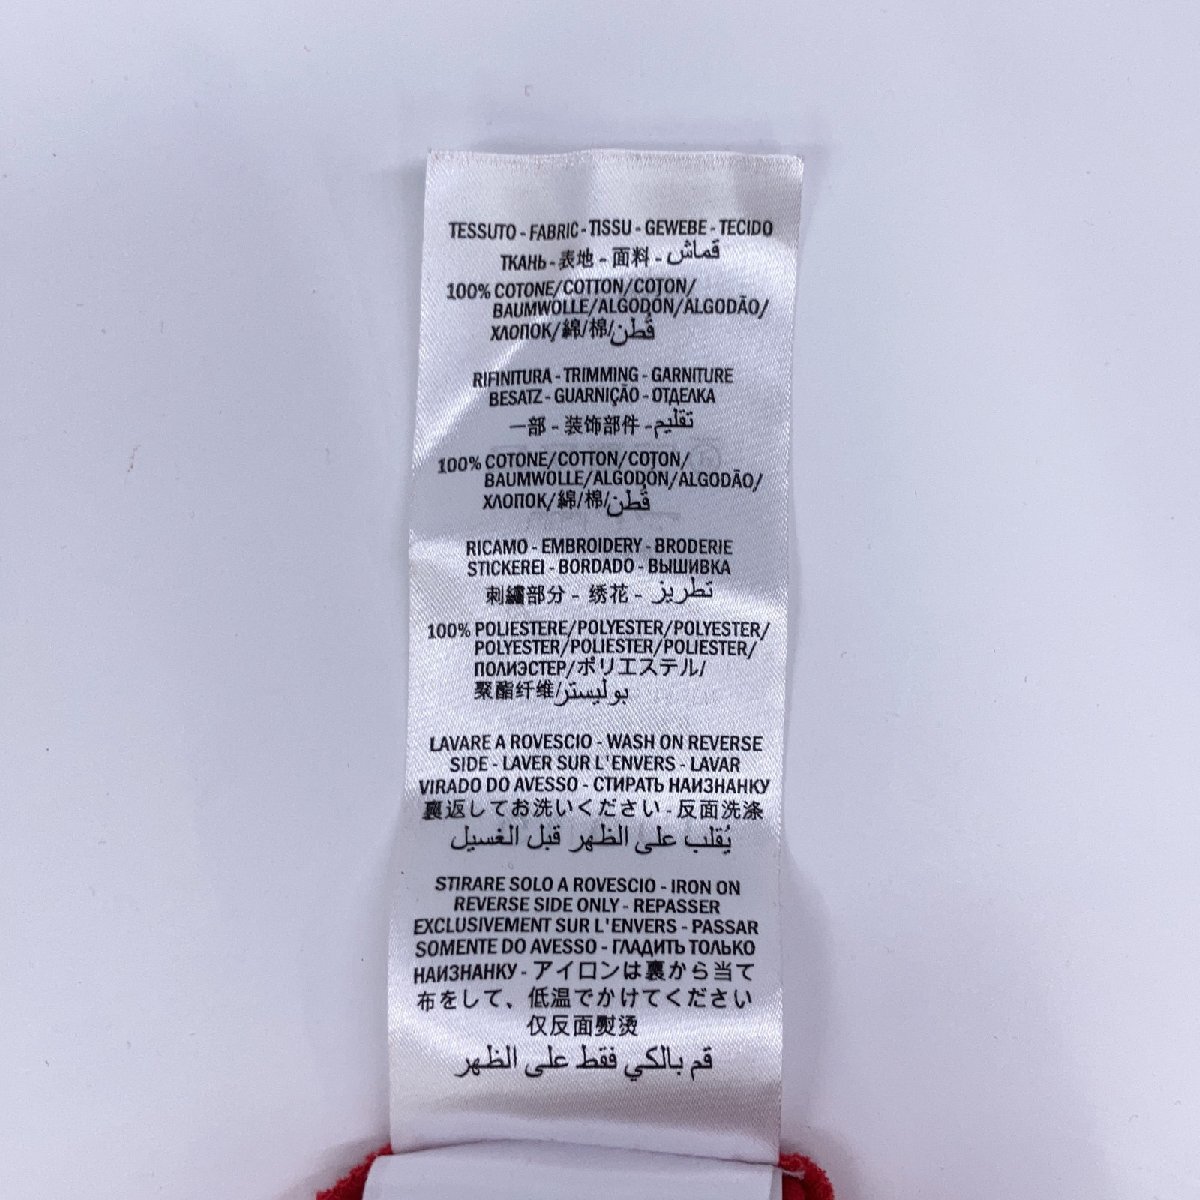 TESSUTO - FABRIC - TISSU - GEWEBE - TECIDO
ТКАНЬ - 表地 - 面料 - قماش
100% COTONE/COTTON/COTON/
BAUMWOLLE/ALGODÓN/ALGODÃO/
ХЛОПОК/綿/棉/قُطن
RIFINITURA - TRIMMING - GARNITURE
BESATZ - GUARNIÇÃO - ОТДЕЛКА
一部 - 装饰部件 - تقليم
100% COTONE/COTTON/COTON/
BAUMWOLLE/ALGODÓN/ALGODÃO/
ХЛОПОК/綿/棉/قُطن
RICAMO - EMBROIDERY - BRODERIE
STICKEREI - BORDADO - ВЫШИВКА
刺繍部分 - 绣花 - تطريز
100% POLIESTERE/POLYESTER/POLYESTER/
POLYESTER/POLIESTER/POLIESTER/
ПОЛИЭСТЕР/ポリエステル/
聚酯纤维/بوليستر
LAVARE A ROVESCIO - WASH ON REVERSE
SIDE - LAVER SUR L'ENVERS - LAVAR
VIRADO DO AVESSO - СТИРАТЬ НАИЗНАНКУ
裏返してお洗いください - 反面洗涤
يُقلب على الظهر قبل الغسيل
STIRARE SOLO A ROVESCIO - IRON ON
REVERSE SIDE ONLY - REPASSER
EXCLUSIVEMENT SUR L'ENVERS - PASSAR
SOMENTE DO AVESSO - ГЛАДИТЬ ТОЛЬКО
НАИЗНАНКУ - アイロンは裏から当て
布をして、低温でかけてください
仅反面熨烫
قم بالكي فقط على الظهر